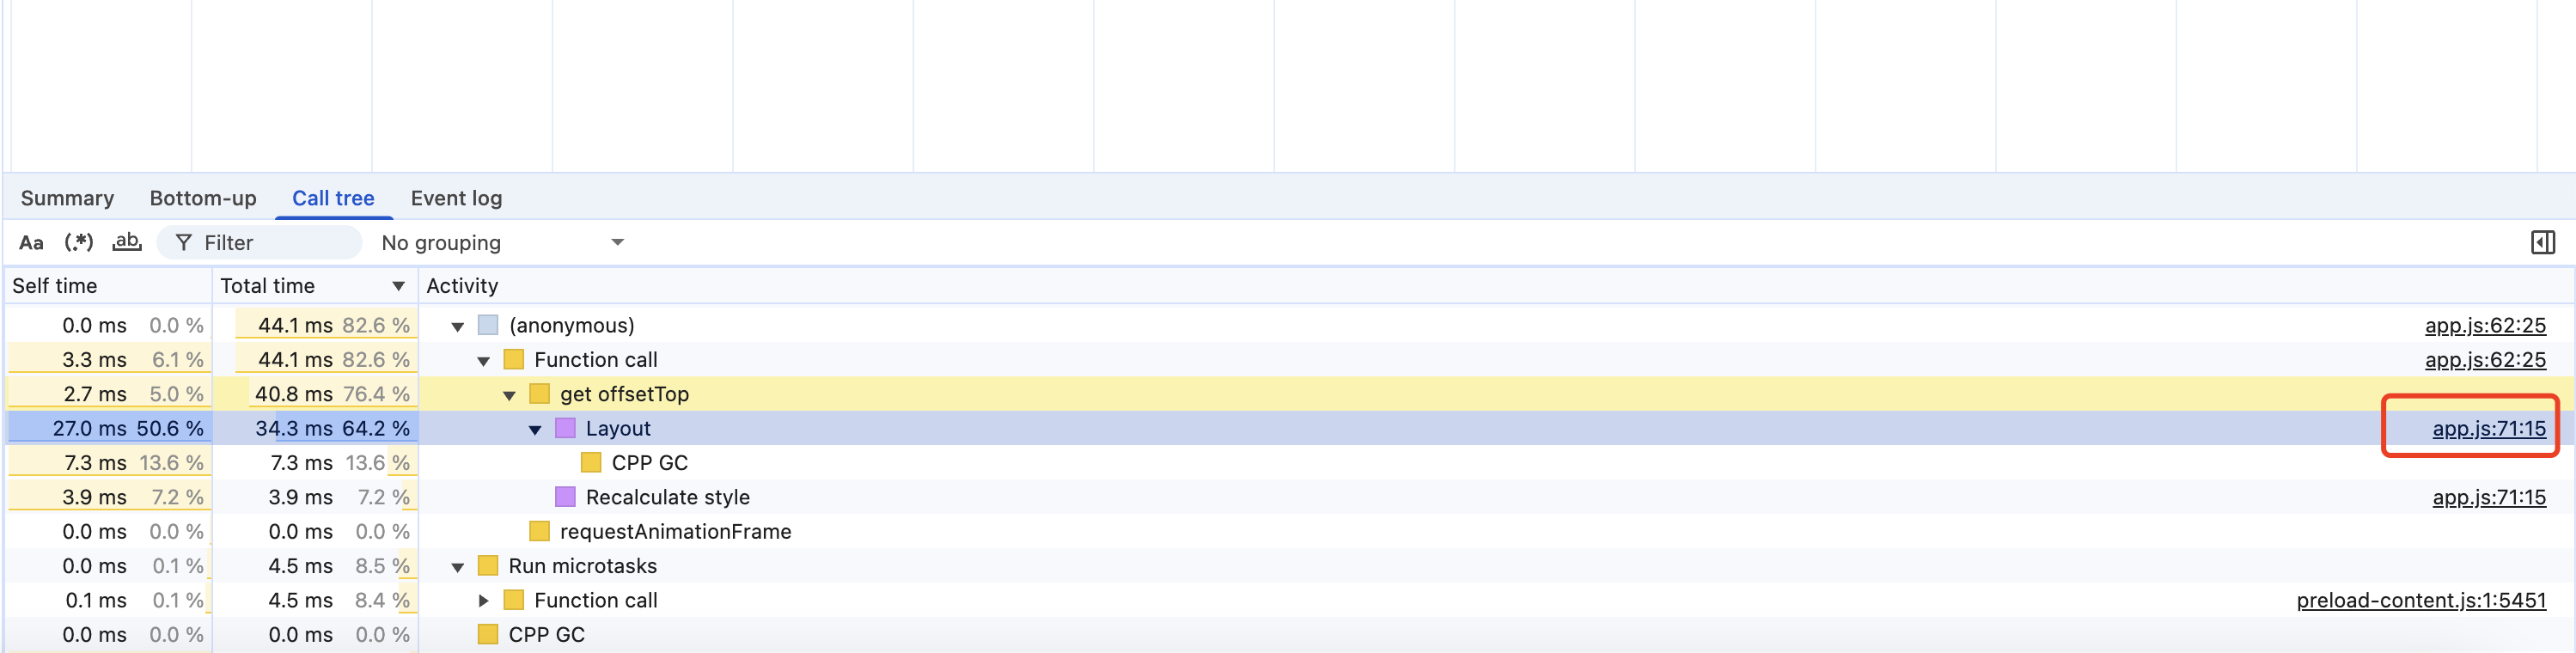 Summary Bottom-up Call tree Event log
Aa (.*) ab Filter No grouping
Self time Total time Activity
0.0 ms 0.0 % 44.1 ms 82.6 % (anonymous) app.js:62:25
3.3 ms 6.1 % 44.1 ms 82.6 % Function call app.js:62:25
2.7 ms 5.0 % 40.8 ms 76.4 % get offsetTop
27.0 ms 50.6 % 34.3 ms 64.2 % Layout app.js:71:15
7.3 ms 13.6 % 7.3 ms 13.6 % CPP GC
3.9 ms 7.2 % 3.9 ms 7.2 % Recalculate style app.js:71:15
0.0 ms 0.0 % 0.0 ms 0.0 % requestAnimationFrame
0.0 ms 0.1 % 4.5 ms 8.5 % Run microtasks
0.1 ms 0.1 % 4.5 ms 8.4 % Function call preload-content.js:1:5451
0.0 ms 0.0 % 0.0 ms 0.0 % CPP GC